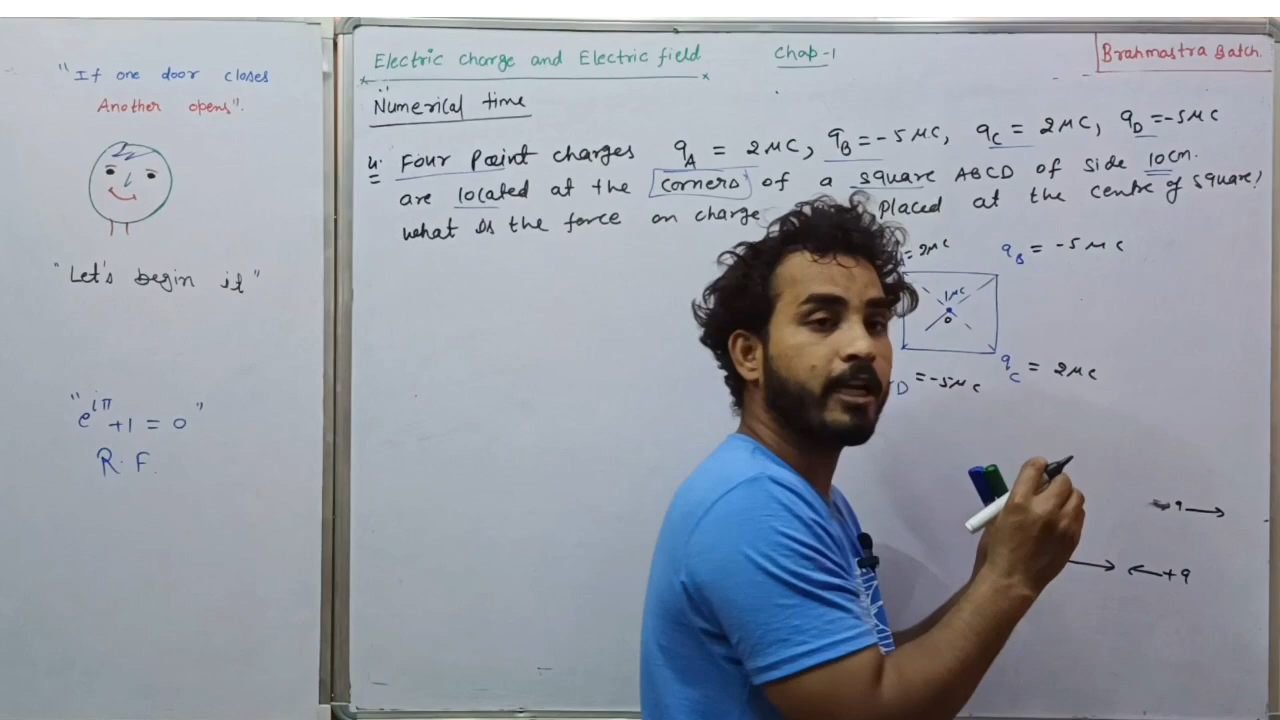 "If one door closes
Another opens".
"Let's begin it"
"e^iπ +1 = 0"
R. F.
Electric charge and Electric field
Chap-1
Brahmastra Batch.
Numerical time
4. Four Point charges q_A = 2μC, q_B = -5μC, q_C = 2μC, q_D = -5μC
are located at the corners of a square ABCD of side 10cm.
what is the force on charge placed at the centre of square?
= 2μC
q_B = -5μC
1μC
O
D = -5μC
q_C = 2μC
q
+q